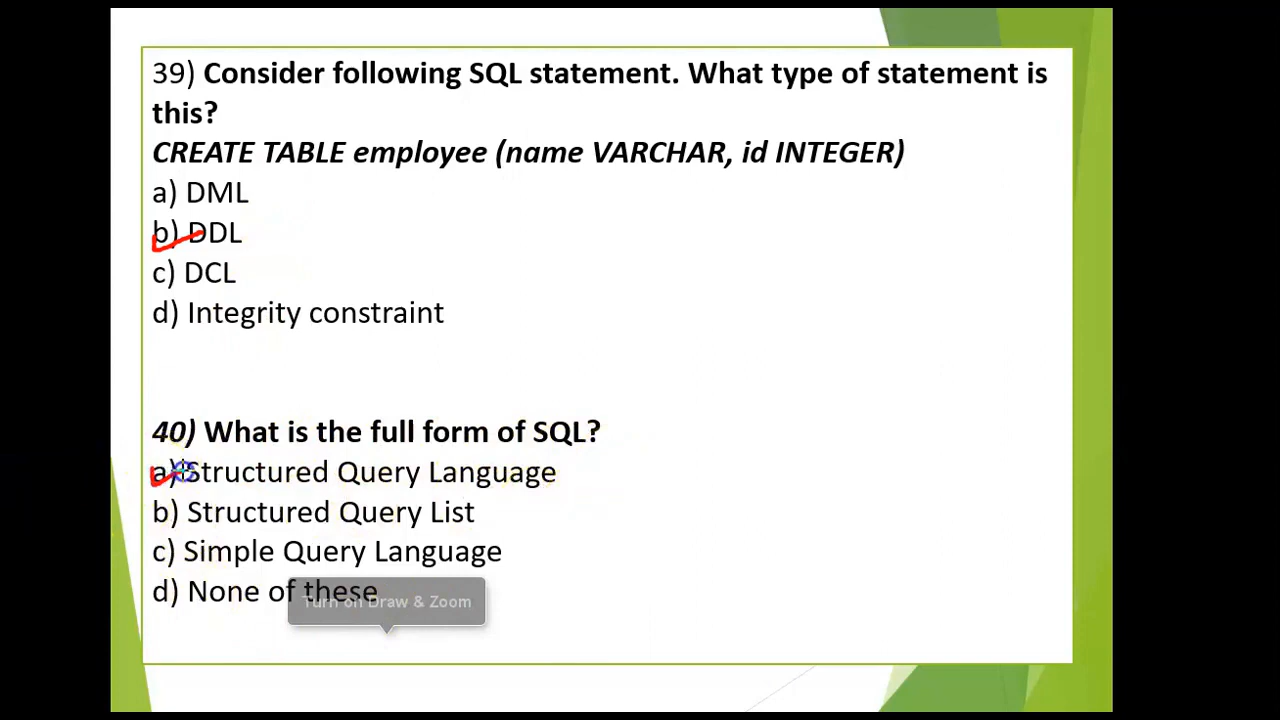 39) Consider following SQL statement. What type of statement is
this?
CREATE TABLE employee (name VARCHAR, id INTEGER)
a) DML
b) DDL
c) DCL
d) Integrity constraint
40) What is the full form of SQL?
a) Structured Query Language
b) Structured Query List
c) Simple Query Language
d) None of these
Turn on Draw & Zoom